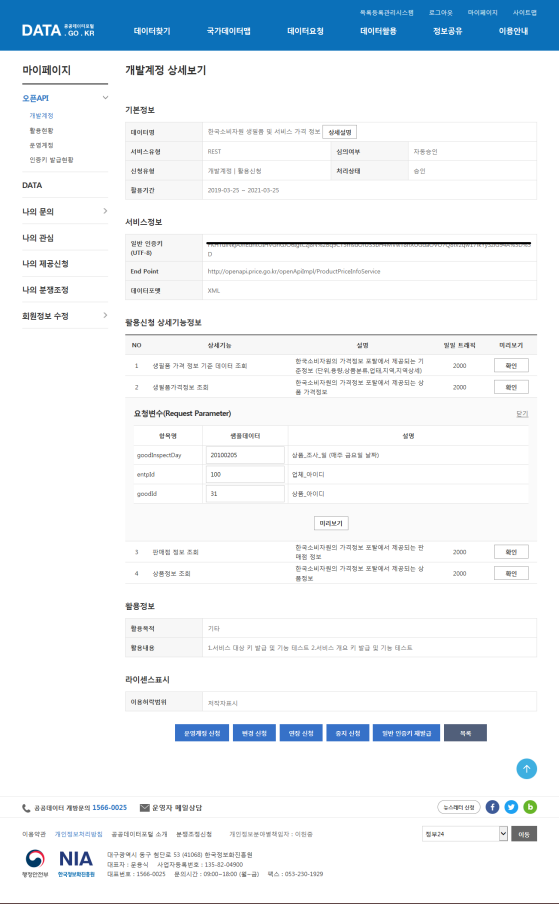 목록등록관리시스템 로그아웃 마이페이지 사이트맵
DATA 공공데이터포털 .GO.KR
데이터찾기 국가데이터맵 데이터요청 데이터활용 정보공유 이용안내
마이페이지
오픈API
개발계정
활용현황
운영계정
인증키 발급현황
DATA
나의 문의
나의 관심
나의 제공신청
나의 분쟁조정
회원정보 수정
개발계정 상세보기
기본정보
데이터명 한국소비자원 생필품 및 서비스 가격 정보 상세설명
서비스유형 REST 심의여부 자동승인
신청유형 개발계정 | 활용신청 처리상태 승인
활용기간 2019-03-25 ~ 2021-03-25
서비스정보
일반 인증키
(UTF-8)
D
End Point http://openapi.price.go.kr/openApiImpl/ProductPriceInfoService
데이터포맷 XML
활용신청 상세기능정보
NO 상세기능 설명 일일 트래픽 미리보기
1 생필품 가격 정보 기준 데이터 조회 한국소비자원의 가격정보 포탈에서 제공되는 기
준정보 (단위,용량,상품분류,업태,지역,지역상세) 2000 확인
2 생필품가격정보 조회 한국소비자원의 가격정보 포탈에서 제공되는 상
품 가격정보 2000 확인
요청변수(Request Parameter) 닫기
항목명 샘플데이터 설명
goodInspectDay 20100205 상품_조사_일 (매주 금요일 날짜)
entpId 100 업체_아이디
goodId 31 상품_아이디
미리보기
3 판매점 정보 조회 한국소비자원의 가격정보 포탈에서 제공되는 판
매점 정보 2000 확인
4 상품정보 조회 한국소비자원의 가격정보 포탈에서 제공되는 상
품정보 2000 확인
활용정보
활용목적 기타
활용내용 1.서비스 대상 키 발급 및 기능 테스트 2.서비스 개요 키 발급 및 기능 테스트
라이센스표시
이용허락범위 저작자표시
운영계정 신청 변경 신청 연장 신청 중지 신청 일반 인증키 재발급 목록
공공데이터 개방문의 1566-0025 운영자 메일상담 뉴스레터 신청
이용약관 개인정보처리방침 공공데이터포털 소개 분쟁조정신청 개인정보분야별책임자 : 이원중 정부24 이동
행정안전부 NIA 한국정보화진흥원
대구광역시 동구 첨단로 53 (41068) 한국정보화진흥원
대표자 : 문용식 사업자등록번호 : 135-82-04900
대표번호 : 1566-0025 문의시간 : 09:00~18:00 (월~금) 팩스 : 053-230-1929